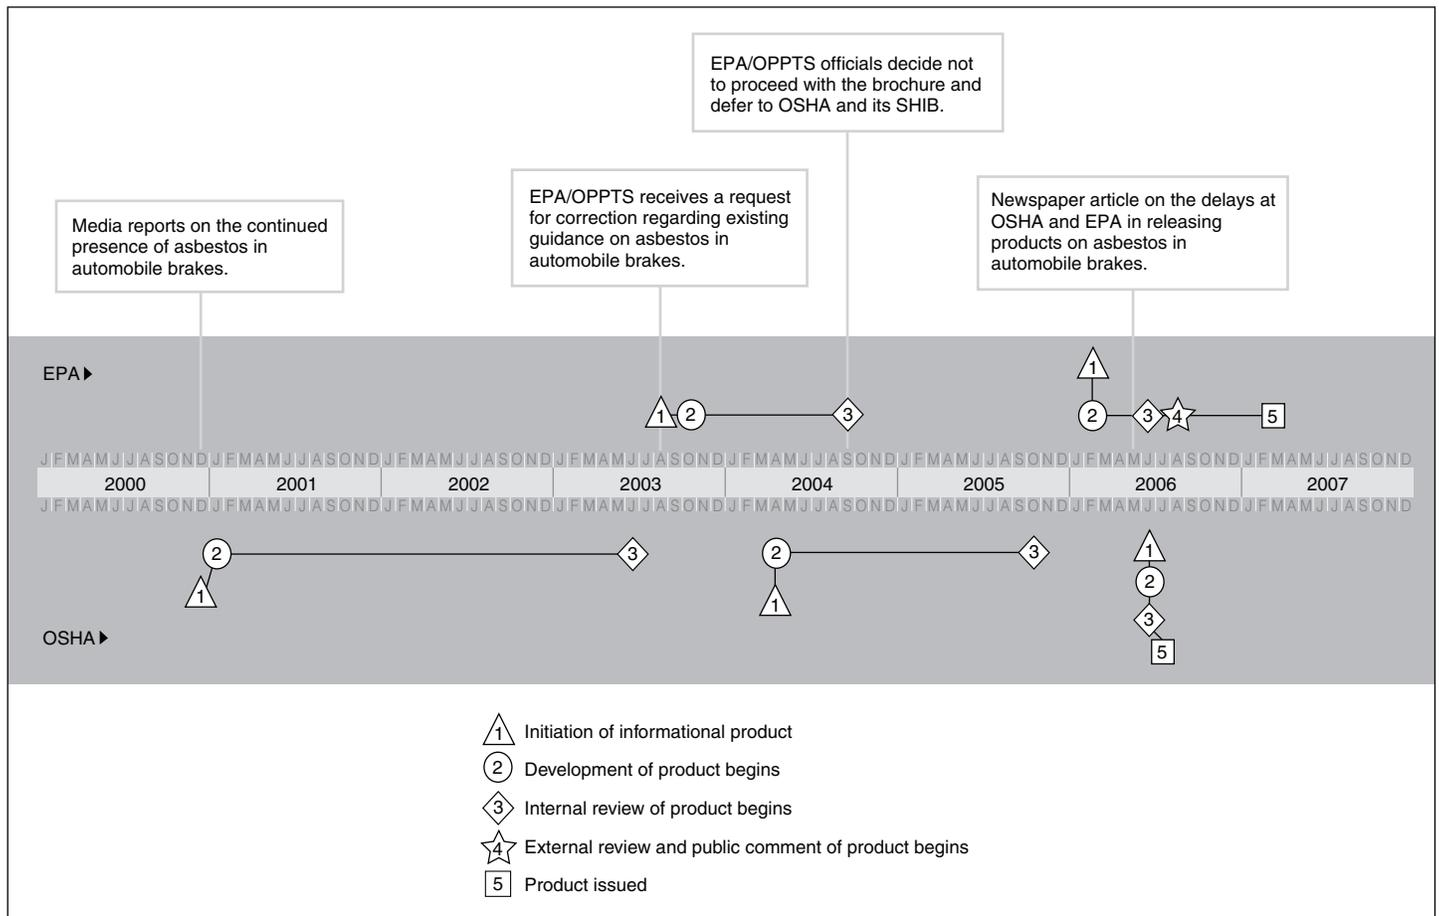 EPA/OPPTS officials decide not
to proceed with the brochure and
defer to OSHA and its SHIB.
EPA/OPPTS receives a request
for correction regarding existing
guidance on asbestos in
automobile brakes.
Newspaper article on the delays at
OSHA and EPA in releasing
products on asbestos in
automobile brakes.
Media reports on the continued
presence of asbestos in
automobile brakes.
EPA
1
1 2 3 2 3 4 5
J F M A M J J A S O N D J F M A M J J A S O N D J F M A M J J A S O N D J F M A M J J A S O N D J F M A M J J A S O N D J F M A M J J A S O N D J F M A M J J A S O N D J F M A M J J A S O N D
2000 2001 2002 2003 2004 2005 2006 2007
J F M A M J J A S O N D J F M A M J J A S O N D J F M A M J J A S O N D J F M A M J J A S O N D J F M A M J J A S O N D J F M A M J J A S O N D J F M A M J J A S O N D J F M A M J J A S O N D
2 3 2 3 1
2
1 1
3
OSHA
5
1 Initiation of informational product
2 Development of product begins
3 Internal review of product begins
4 External review and public comment of product begins
5 Product issued